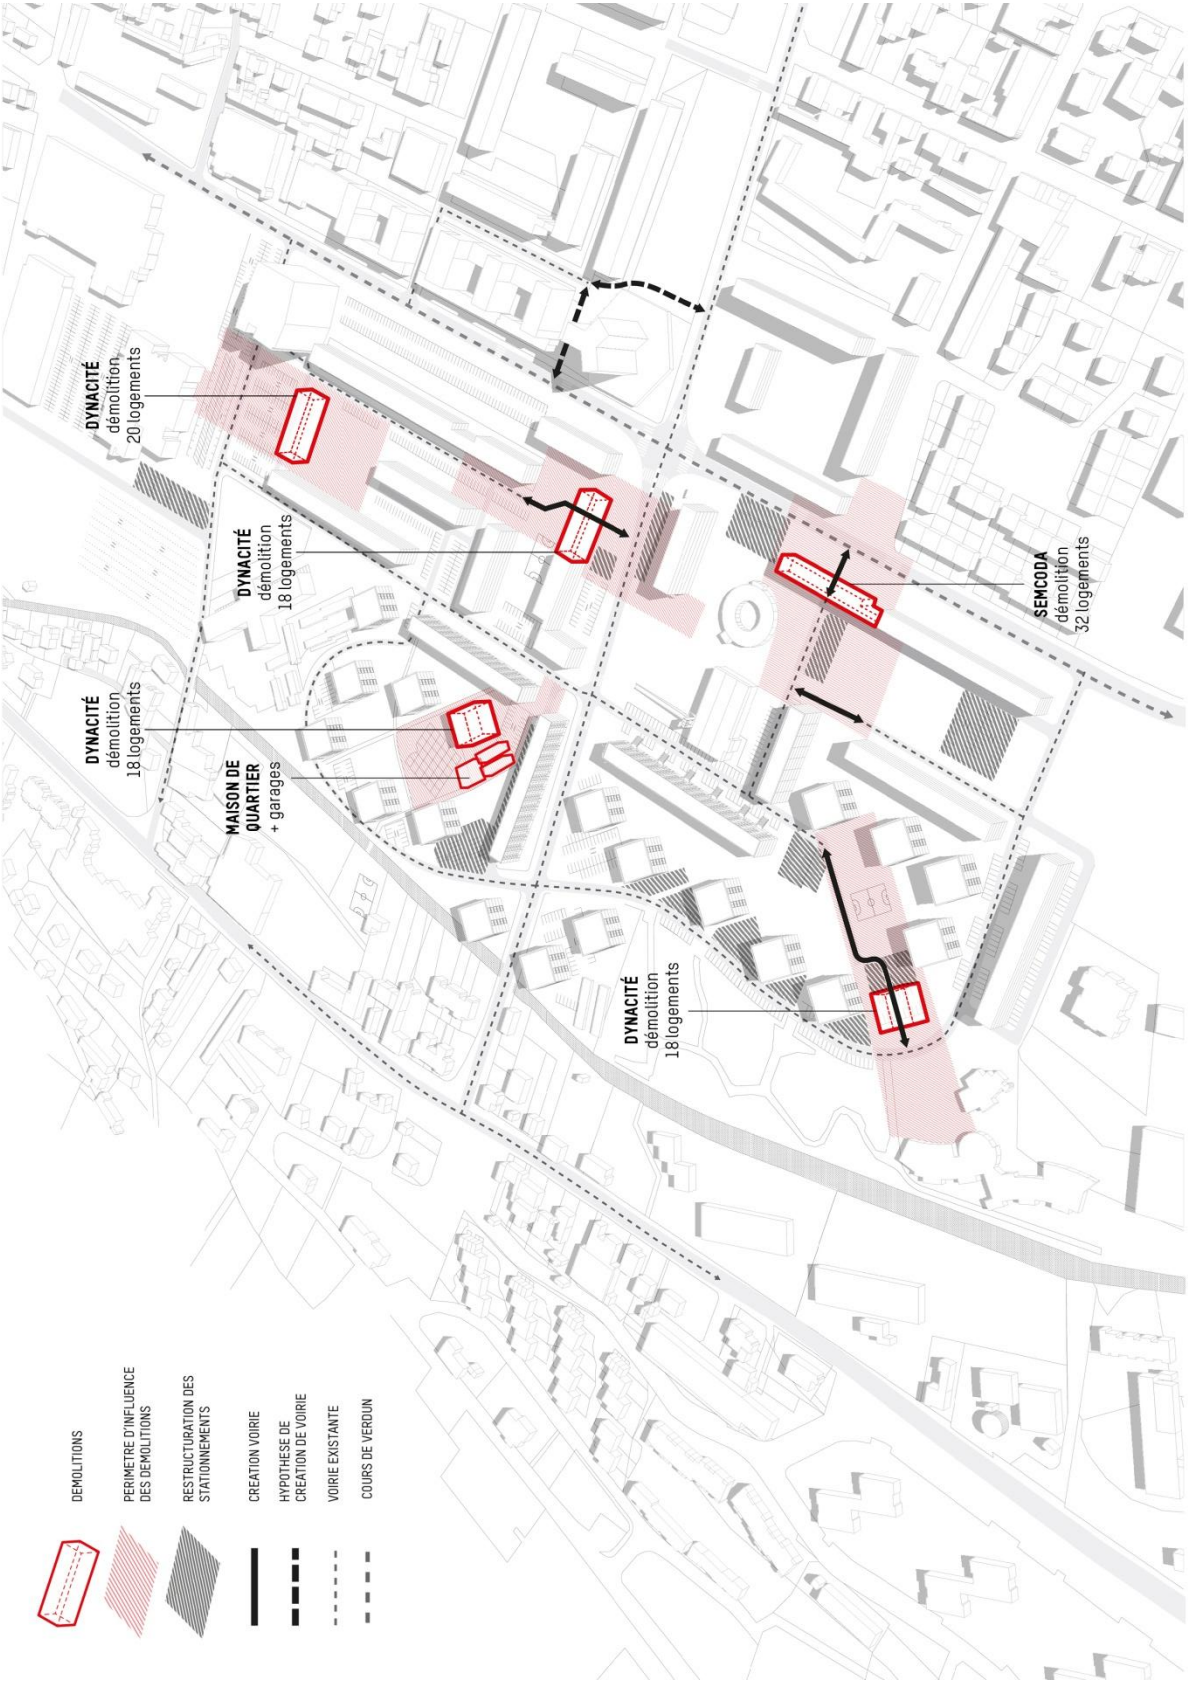 DYNACITÉ
démolition
20 logements
DYNACITÉ
démolition
18 logements
DYNACITÉ
démolition
18 logements
MAISON DE
QUARTIER
+ garages
SEMCODA
démolition
32 logements
DYNACITÉ
démolition
18 logements
DEMOLITIONS
PERIMETRE D'INFLUENCE
DES DEMOLITIONS
RESTRUCTURATION DES
STATIONNEMENTS
CREATION VOIRIE
HYPOTHESE DE
CREATION DE VOIRIE
VOIRIE EXISTANTE
COURS DE VERDUN